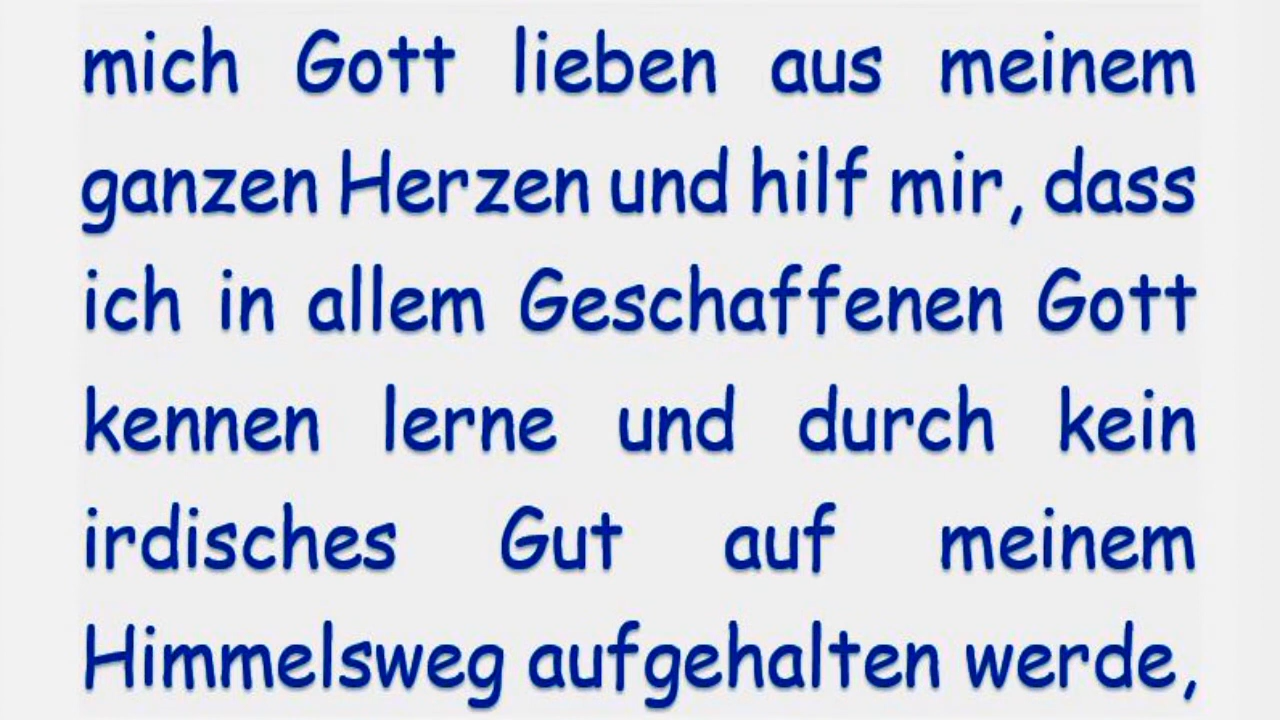 mich Gott lieben aus meinem
ganzen Herzen und hilf mir, dass
ich in allem Geschaffenen Gott
kennen lerne und durch kein
irdisches Gut auf meinem
Himmelsweg aufgehalten werde,